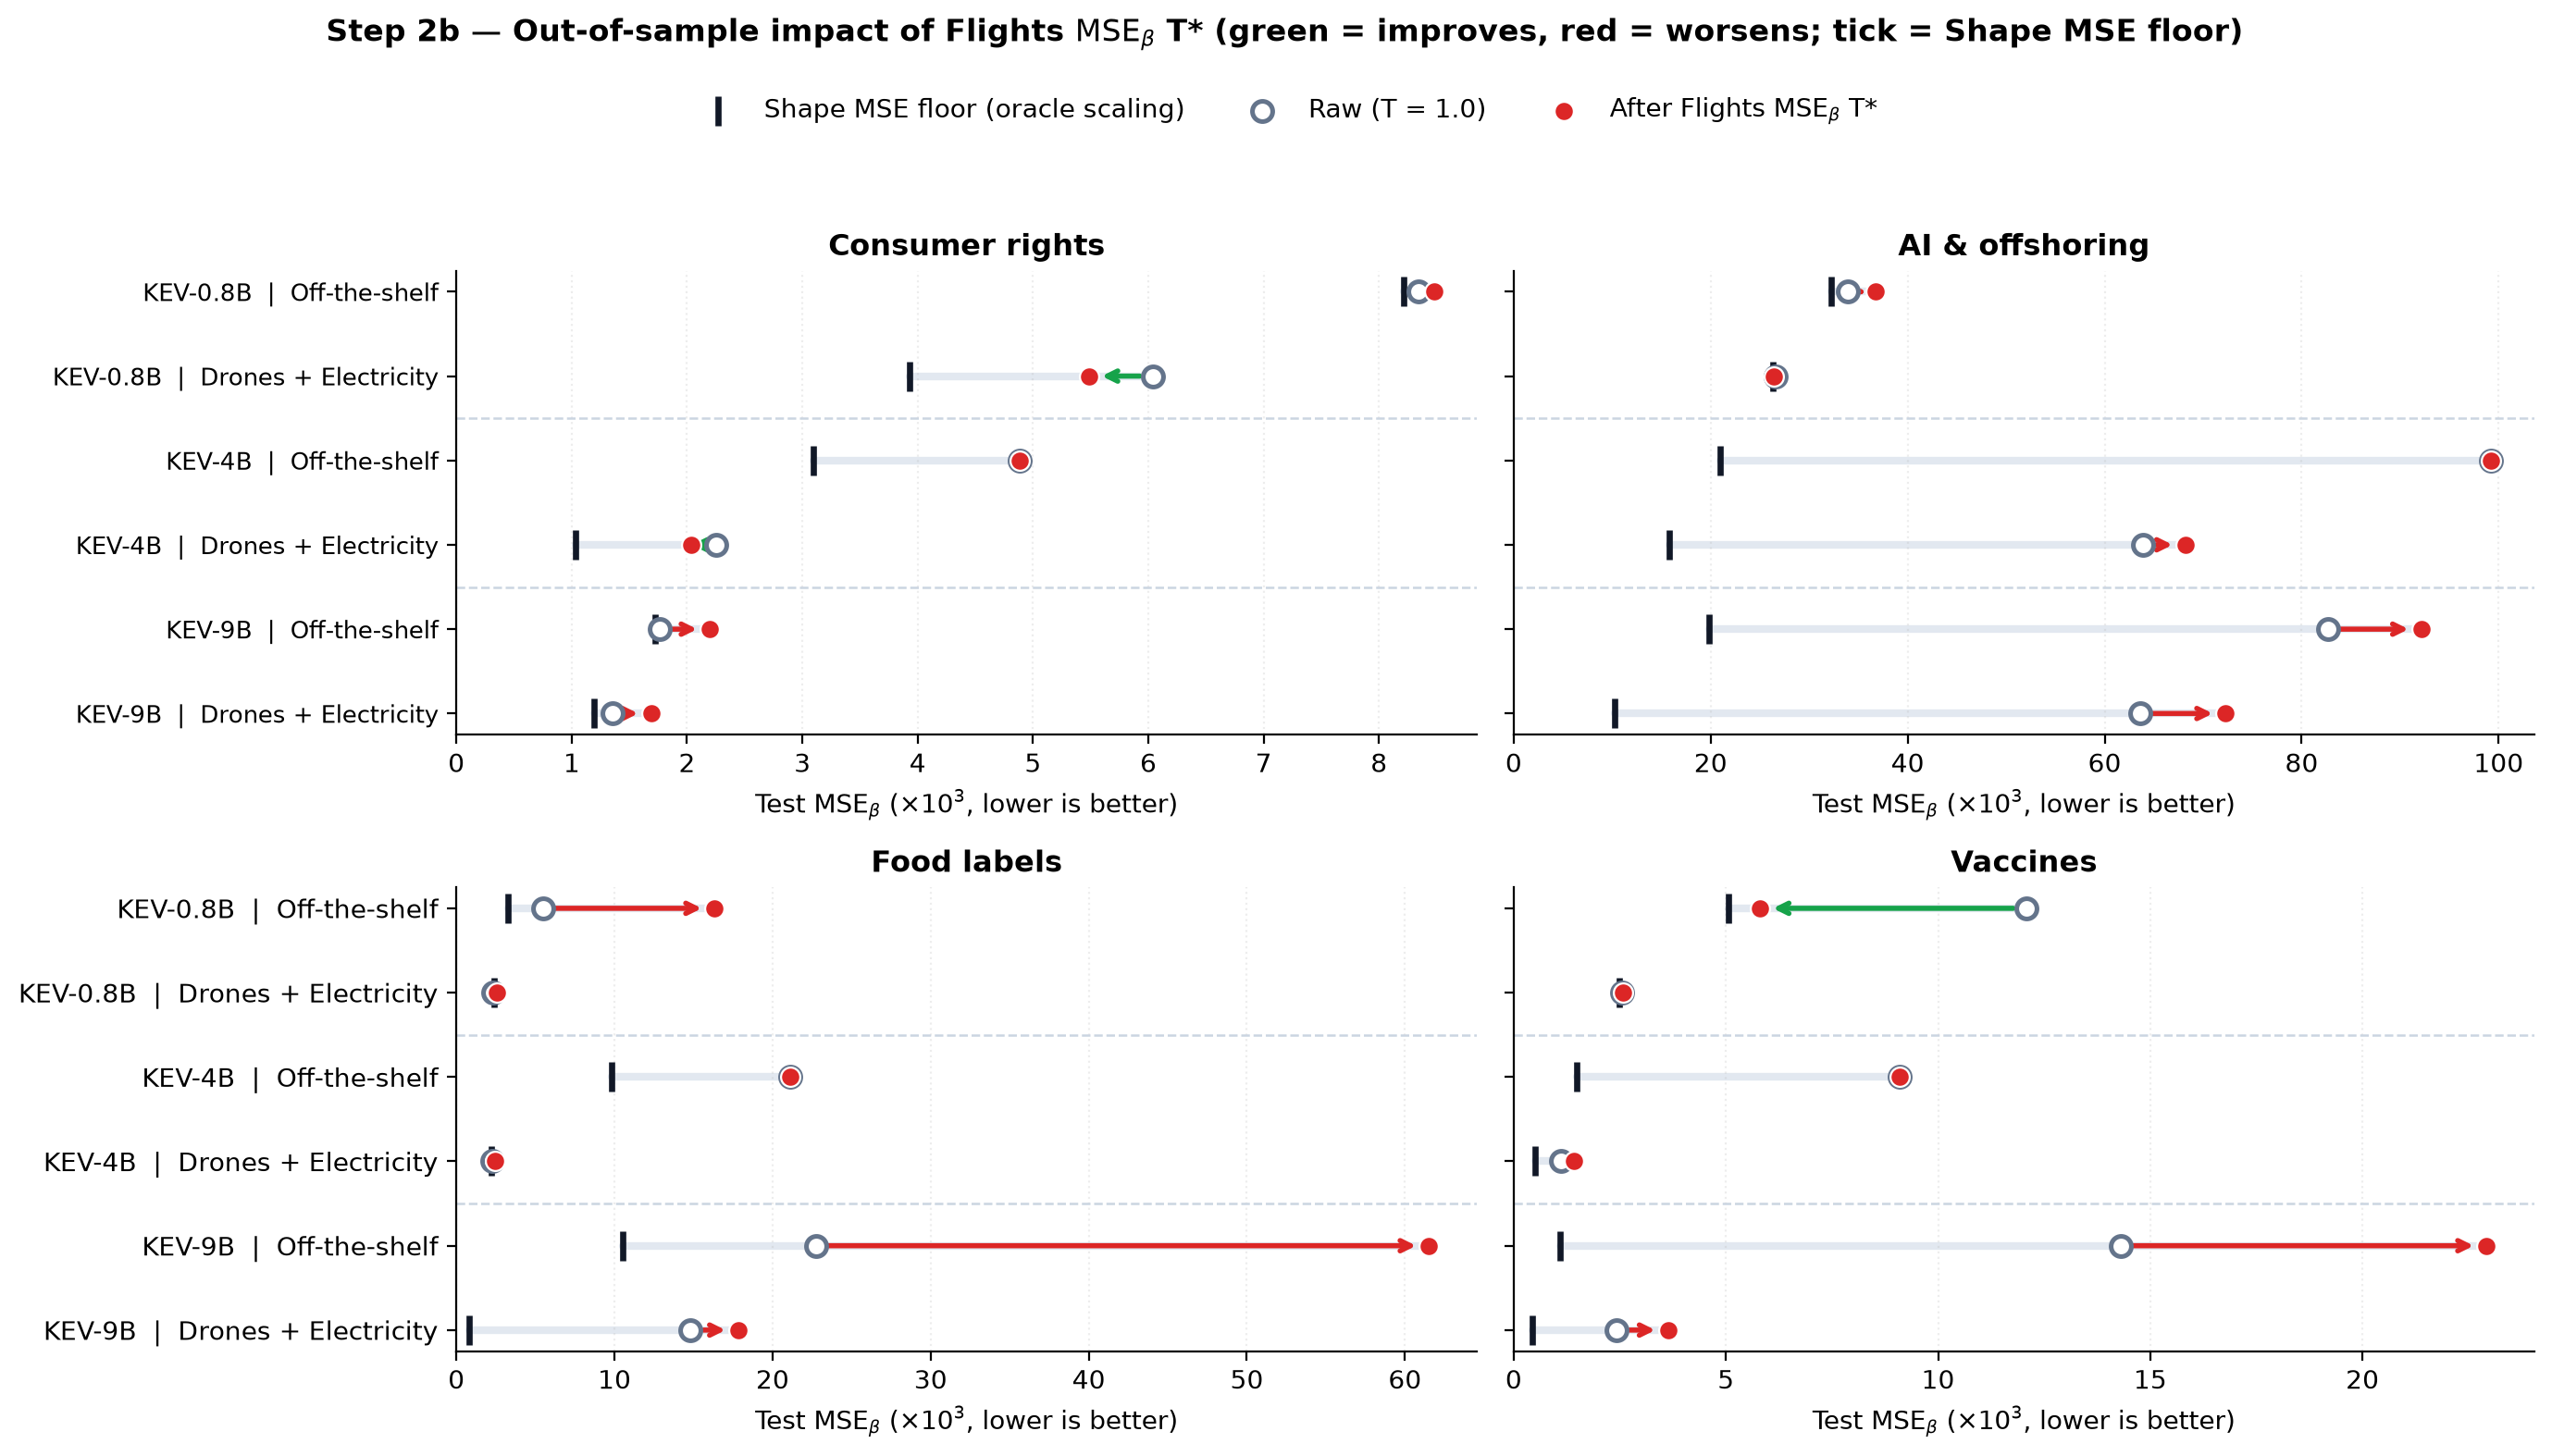 Step 2b — Out-of-sample impact of Flights MSEβ T* (green = improves, red = worsens; tick = Shape MSE floor)
Shape MSE floor (oracle scaling)
Raw (T = 1.0)
After Flights MSEβ T*
Consumer rights
KEV-0.8B | Off-the-shelf
KEV-0.8B | Drones + Electricity
KEV-4B | Off-the-shelf
KEV-4B | Drones + Electricity
KEV-9B | Off-the-shelf
KEV-9B | Drones + Electricity
0 1 2 3 4 5 6 7 8
Test MSEβ (×10³, lower is better)
AI & offshoring
0 20 40 60 80 100
Test MSEβ (×10³, lower is better)
Food labels
KEV-0.8B | Off-the-shelf
KEV-0.8B | Drones + Electricity
KEV-4B | Off-the-shelf
KEV-4B | Drones + Electricity
KEV-9B | Off-the-shelf
KEV-9B | Drones + Electricity
0 10 20 30 40 50 60
Test MSEβ (×10³, lower is better)
Vaccines
0 5 10 15 20
Test MSEβ (×10³, lower is better)